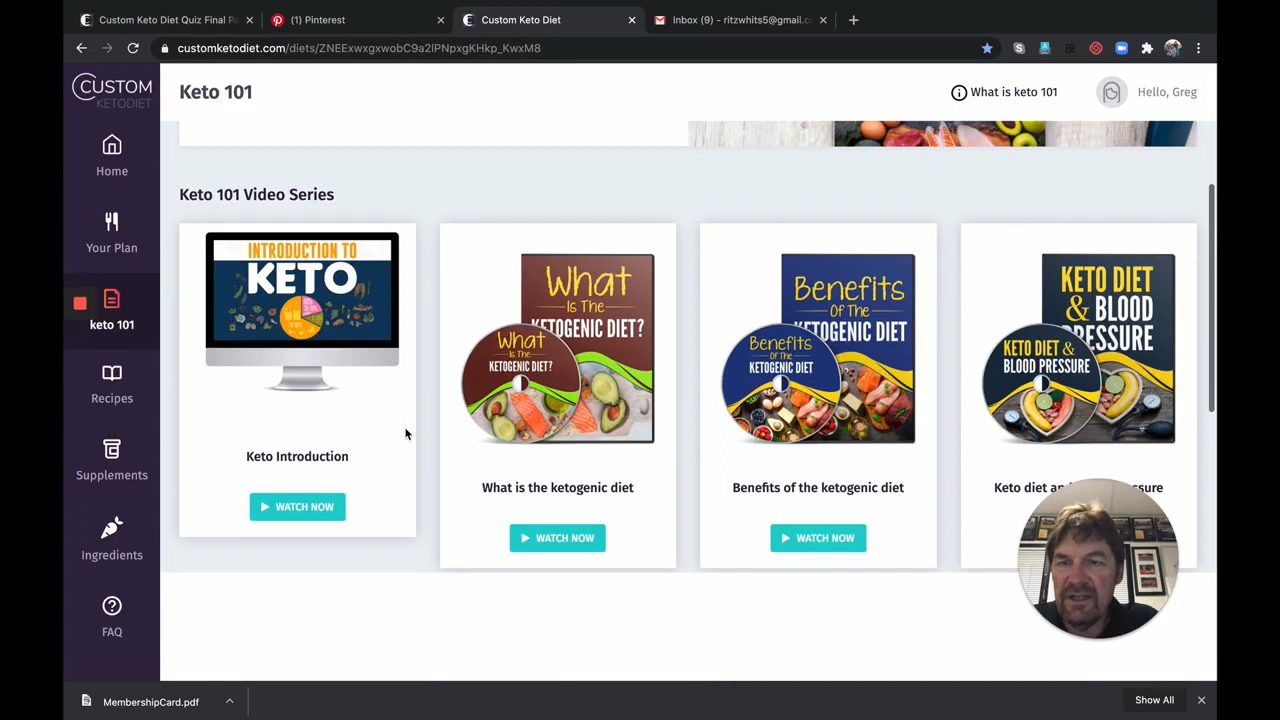 Custom Keto Diet Quiz Final Pa
(1) Pinterest
Custom Keto Diet
Inbox (9) - ritzwhits5@gmail.c
customketodiet.com/diets/ZNEExwxgxwobC9a2lPNpxgKHkp_KwxM8
CUSTOM
KETODIET
Keto 101
What is keto 101
Hello, Greg
Home
Your Plan
keto 101
Recipes
Supplements
Ingredients
FAQ
Keto 101 Video Series
INTRODUCTION TO
KETO
Keto Introduction
WATCH NOW
What
IS THE
KETOGENIC DIET?
What
IS THE
KETOGENIC DIET?
What is the ketogenic diet
WATCH NOW
Benefits
OF THE
KETOGENIC DIET
Benefits
OF THE
KETOGENIC DIET
Benefits of the ketogenic diet
WATCH NOW
KETO DIET
& BLOOD
PRESSURE
KETO DIET &
BLOOD PRESSURE
Keto diet an
ssure
MembershipCard.pdf
Show All